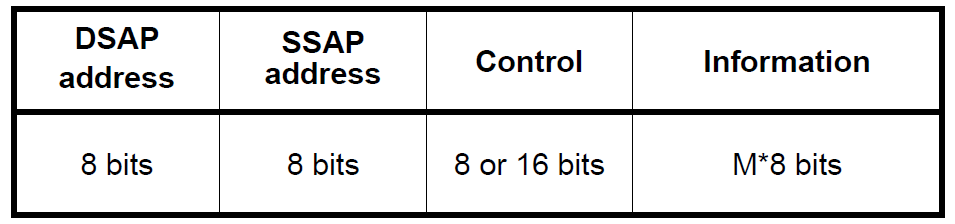 DSAP
address
SSAP
address
Control
Information
8 bits
8 bits
8 or 16 bits
M*8 bits